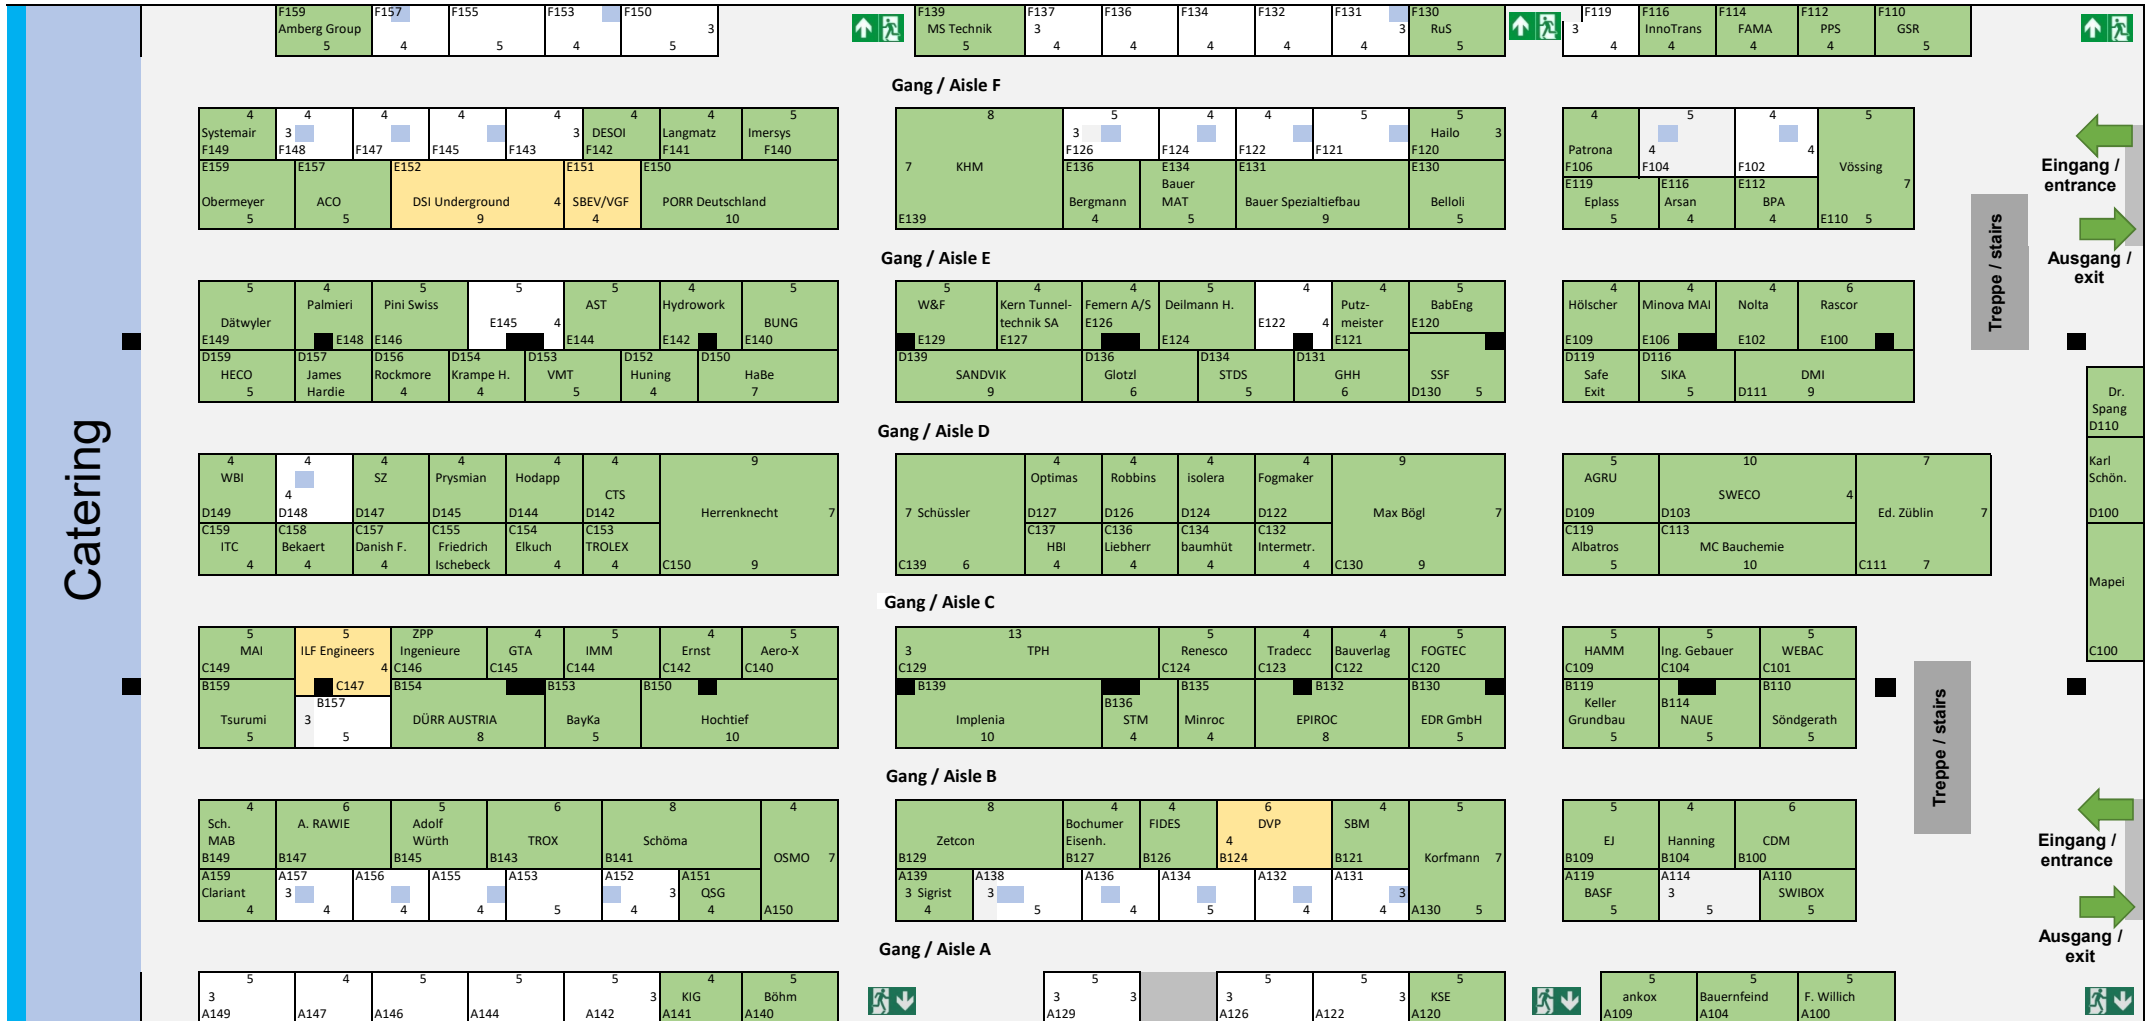 F159 F157 F155 F153 F150 F139 F137 F136 F134 F132 F131 F130 F119 F116 F114 F112 F110
Amberg Group 3 MS Technik 3 3 RuS 3 InnoTrans FAMA PPS GSR
5 4 5 4 5 5 4 4 4 4 4 5 4 4 4 4 5
Gang / Aisle F
4 4 4 4 4 4 4 5 8 5 4 4 5 5 4 5 4 5
Systemair 3 3 DESOI Langmatz Imersys 3 Hailo 3
F149 F148 F147 F145 F143 F142 F141 F140 F126 F124 F122 F121 F120
Patrona 4 4
F106 F104 F102
7 KHM Vössing
7
E159 E157 E152 E151 E150 E136 E134 E131 E130 E119 E116 E112
Bauer
Obermeyer ACO DSI Underground 4 SBEV/VGF PORR Deutschland Bergmann MAT Bauer Spezialtiefbau Belloli Eplass Arsan BPA
5 5 9 4 10 E139 4 5 9 5 5 4 4 E110 5
Eingang /
entrance
Treppe / stairs
Ausgang /
exit
Gang / Aisle E
5 4 5 5 5 4 5 5 4 4 5 4 4 5 4 4 4 6
Palmieri Pini Swiss AST Hydrowork W&F Kern Tunnel- Femern A/S Deilmann H. Putz- BabEng Hölscher Minova MAI Nolta Rascor
Dätwyler E145 4 BUNG technik SA E126 E122 4 meister E120
E149 E148 E146 E144 E142 E140 E129 E127 E124 E121 E109 E106 E102 E100
D159 D157 D156 D154 D153 D152 D150 D139 D136 D134 D131 D119 D116
HECO James Rockmore Krampe H. VMT Huning HaBe SANDVIK Glotzl STDS GHH SSF Safe SIKA DMI
5 Hardie 4 4 5 4 7 9 6 5 6 D130 5 Exit 5 D111 9
Dr.
Spang
D110
Gang / Aisle D
4 4 4 4 4 4 9 4 4 4 4 9 5 10 7
WBI SZ Prysmian Hodapp Optimas Robbins isolera Fogmaker AGRU
4 CTS SWECO 4
D149 D148 D147 D145 D144 D142 Herrenknecht 7 7 Schüssler D127 D126 D124 D122 Max Bögl 7 D109 D103 Ed. Züblin 7
Karl
Schön.
D100
C159 C158 C157 C155 C154 C153 C137 C136 C134 C132 C119 C113
ITC Bekaert Danish F. Friedrich Elkuch TROLEX HBI Liebherr baumhüt Intermetr. Albatros MC Bauchemie
4 4 4 Ischebeck 4 4 C150 9 C139 6 4 4 4 4 C130 9 5 10 C111 7
Mapei
C100
Catering
Gang / Aisle C
5 5 ZPP 4 5 4 5 13 5 4 4 5 5 5 5
MAI ILF Engineers Ingenieure GTA IMM Ernst Aero-X 3 TPH Renesco Tradecc Bauverlag FOGTEC HAMM Ing. Gebauer WEBAC
C149 4 C146 C145 C144 C142 C140 C129 C124 C123 C122 C120 C109 C104 C101
B159 C147 B154 B153 B150 B139 B135 B132 B130 B119 B110
B157 B136 Keller B114
Tsurumi 3 DÜRR AUSTRIA BayKa Hochtief Implenia STM Minroc EPIROC EDR GmbH Grundbau NAUE Söndgerath
5 5 8 5 10 10 4 4 8 5 5 5 5
Treppe / stairs
Gang / Aisle B
4 6 5 6 8 4 8 4 4 6 4 5 5 4 6
Sch. A. RAWIE Adolf Bochumer FIDES DVP SBM
MAB Würth TROX Schöma Zetcon Eisenh. 4 EJ Hanning CDM
B149 B147 B145 B143 B141 OSMO 7 B129 B127 B126 B124 B121 Korfmann 7 B109 B104 B100
A159 A157 A156 A155 A153 A152 A151 A139 A138 A136 A134 A132 A131 A119 A114 A110
Clariant 3 3 QSG 3 Sigrist 3 3 BASF 3 SWIBOX
4 4 4 4 5 4 4 A150 4 5 4 5 4 4 A130 5 5 5 5
Eingang /
entrance
Ausgang /
exit
Gang / Aisle A
5 4 5 5 5 4 5 5 5 5 5 5 5 5
3 3 KIG Böhm 3 3 3 3 KSE ankox Bauernfeind F. Willich
A149 A147 A146 A144 A142 A141 A140 A129 A126 A122 A120 A109 A104 A100